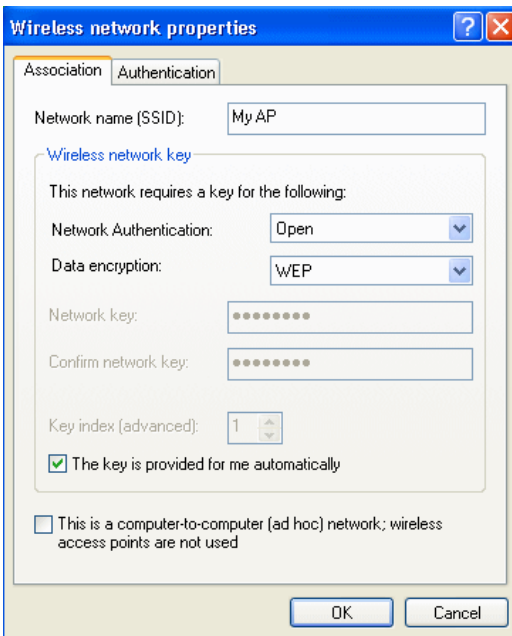 Wireless network properties
Association
Authentication
Network name (SSID):
My AP
Wireless network key
This network requires a key for the following:
Network Authentication:
Open
Data encryption:
WEP
Network key:
••••••••
Confirm network key:
••••••••
Key index (advanced):
1
The key is provided for me automatically
This is a computer-to-computer (ad hoc) network; wireless
access points are not used
OK
Cancel